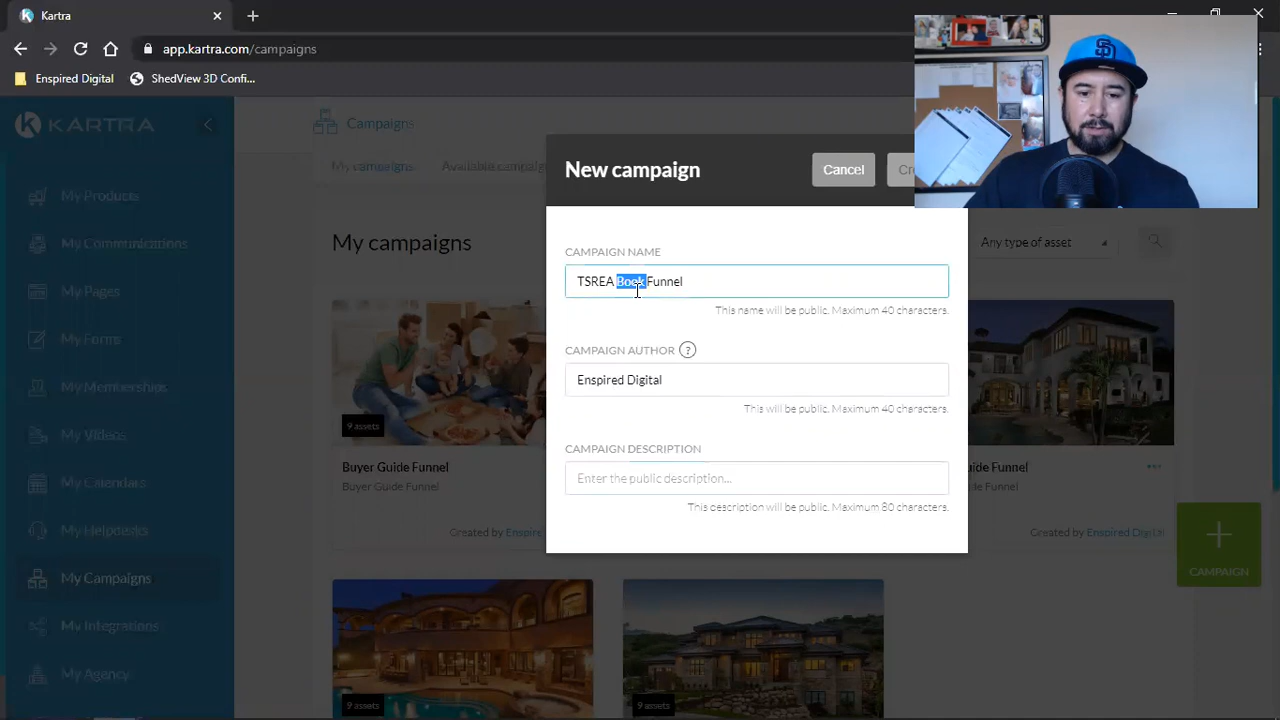 Kartra
app.kartra.com/campaigns
Enspired Digital
ShedView 3D Confi...
KARTRA
My Products
My Communications
My Pages
My Forms
My Memberships
My Videos
My Calendars
My Helpdesks
My Campaigns
My Integrations
My Agency
Campaigns
My campaigns
Available campaign
My campaigns
Any type of asset
New campaign
Cancel
CAMPAIGN NAME
TSREA Book Funnel
This name will be public. Maximum 40 characters.
CAMPAIGN AUTHOR ?
Enspired Digital
This will be public. Maximum 40 characters.
CAMPAIGN DESCRIPTION
Enter the public description...
This description will be public. Maximum 80 characters.
9 assets
Buyer Guide Funnel
Buyer Guide Funnel
Created by Enspire
Funnel
Funnel
Created by Enspired Digital
CAMPAIGN
9 assets
9 assets